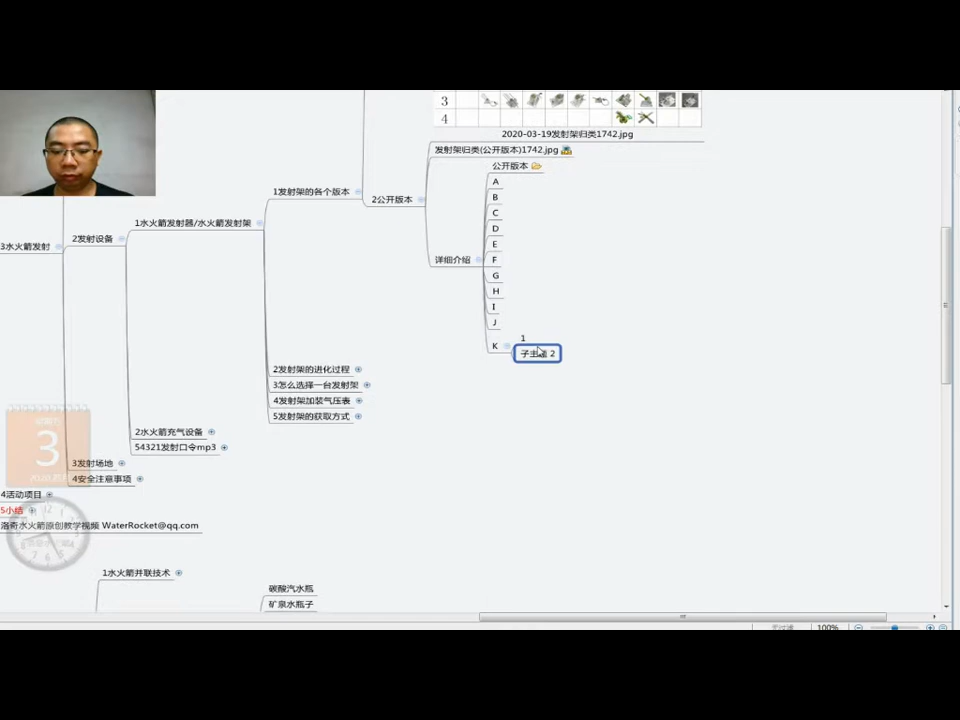 3
4
2020-03-19发射架归类1742.jpg
发射架归类(公开版本)1742.jpg
公开版本
1发射架的各个版本
A
2公开版本
B
C
1水火箭发射器/水火箭发射架
D
2发射设备
E
3水火箭发射
详细介绍
F
G
H
I
J
1
K
子主题 2
2发射架的进化过程
3怎么选择一台发射架
4发射架加装气压表
5发射架的获取方式
2水火箭充气设备
54321发射口令mp3
3
3发射场地
4安全注意事项
4活动项目
5小结
洛奇水火箭原创教学视频 WaterRocket@qq.com
1水火箭并联技术
碳酸汽水瓶
矿泉水瓶子
100%